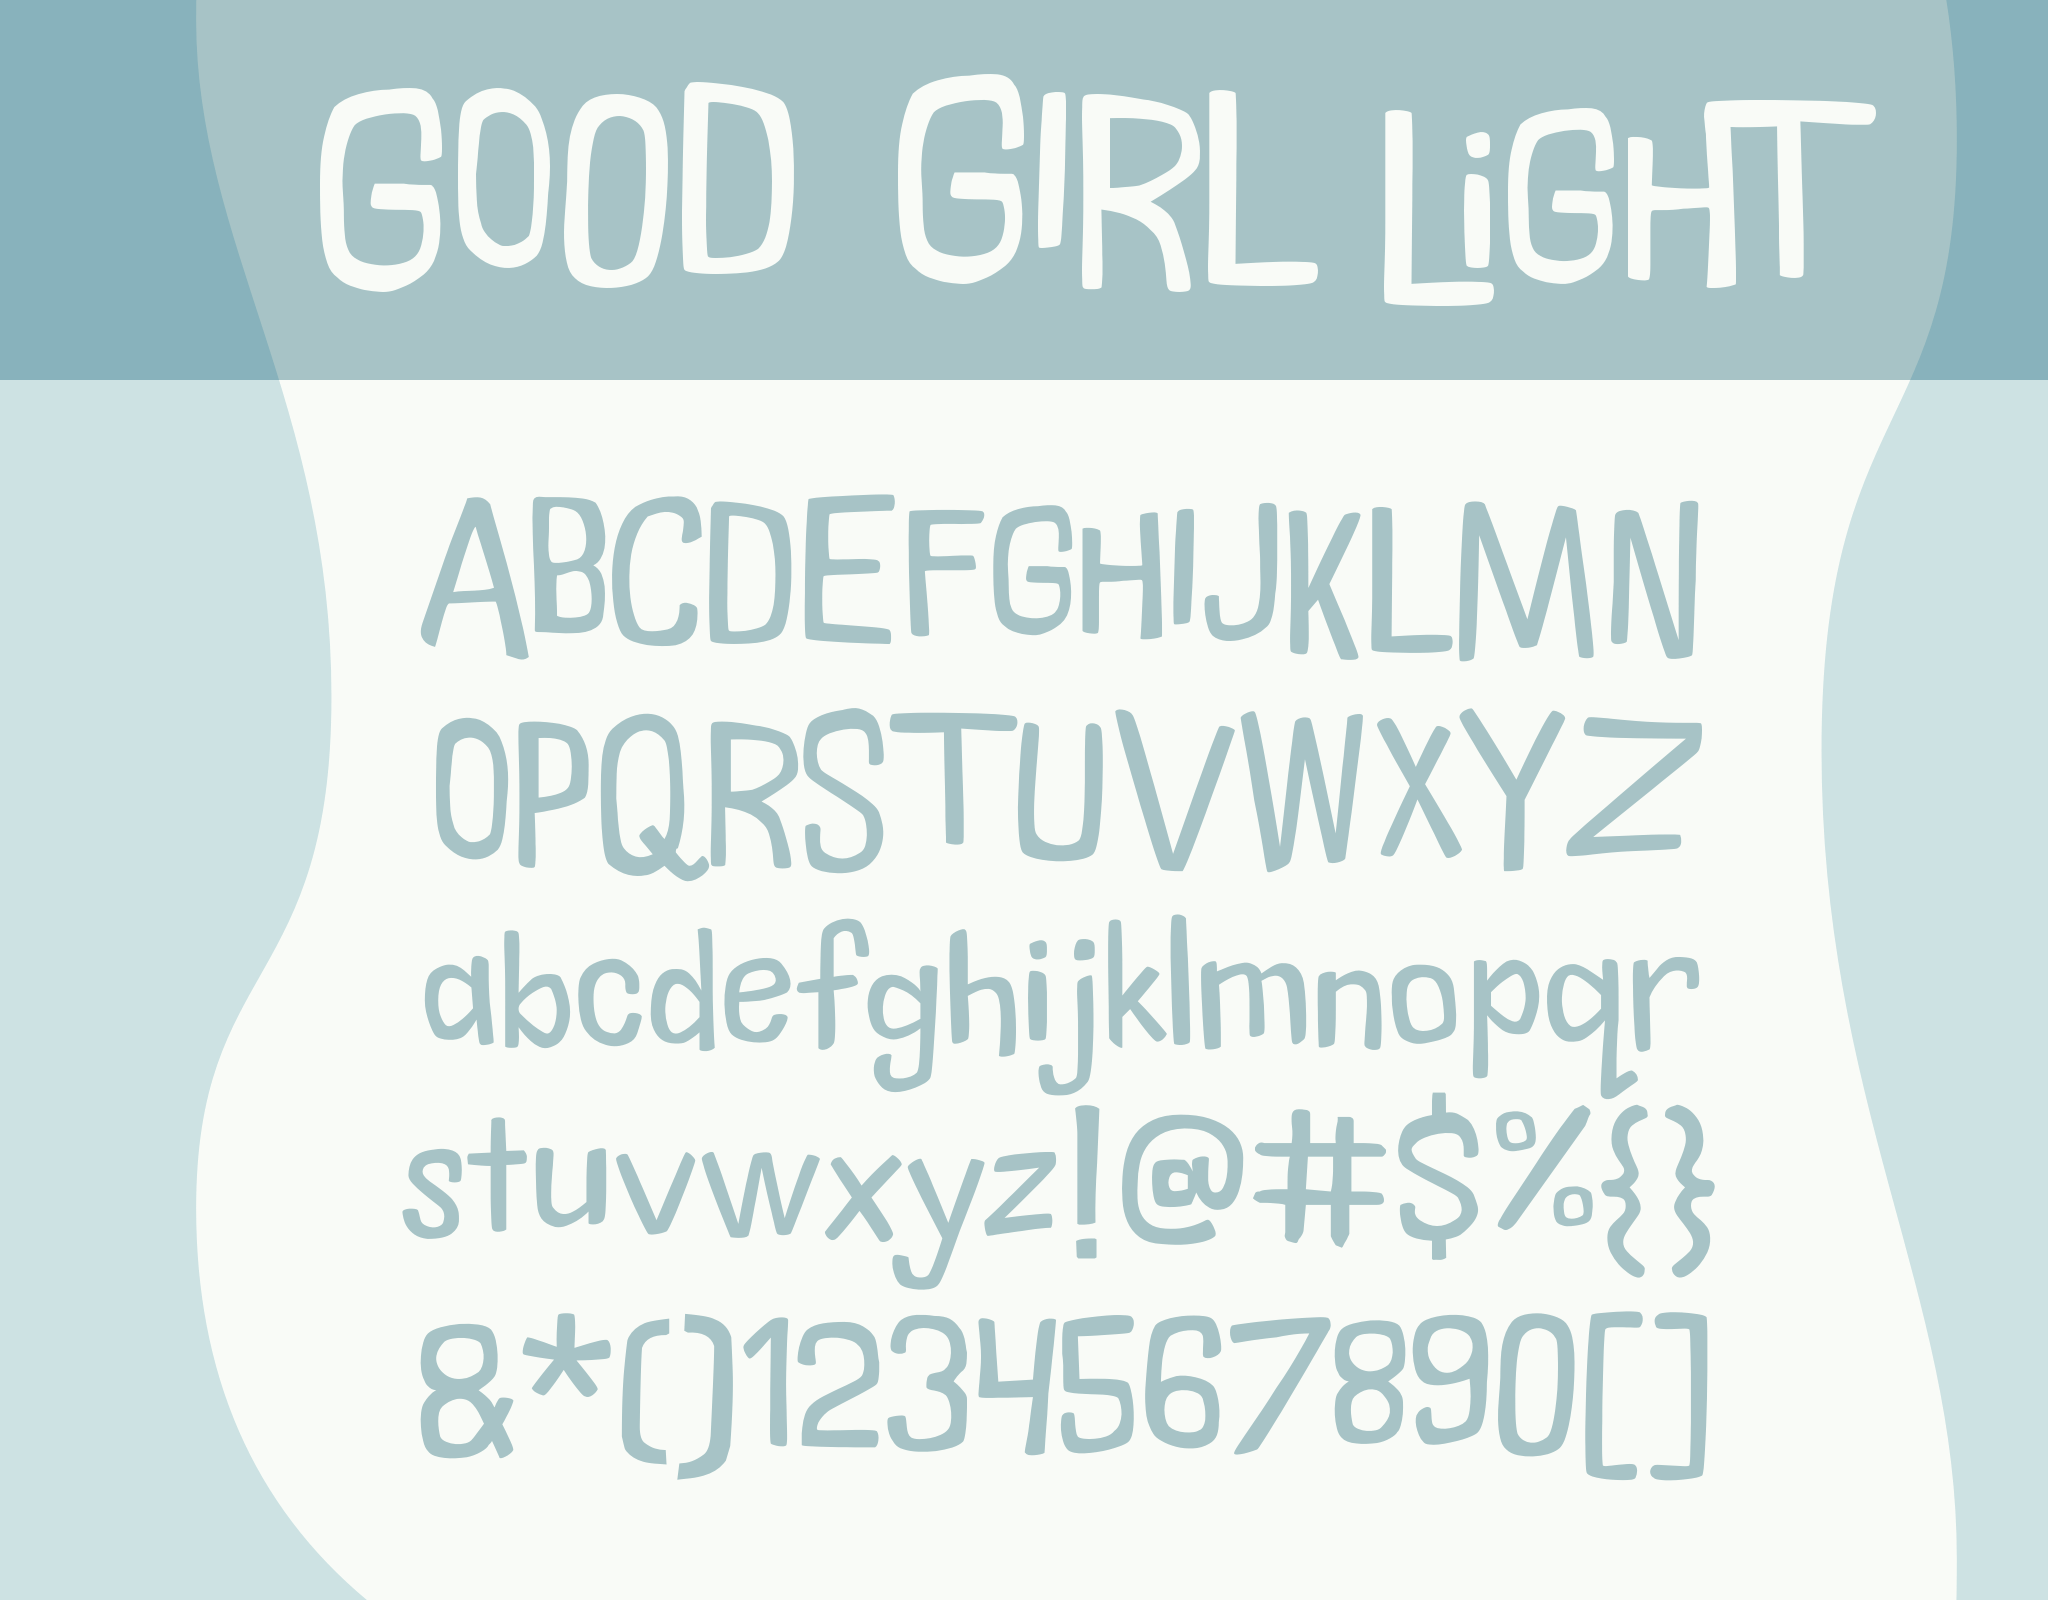 GOOD GIRL LiGHT
ABCDEFGHIJKLMN
OPQRSTUVWXYZ
abcdefghijklmnopqr
stuvwxyz!@#$%{}
&*()1234567890[]